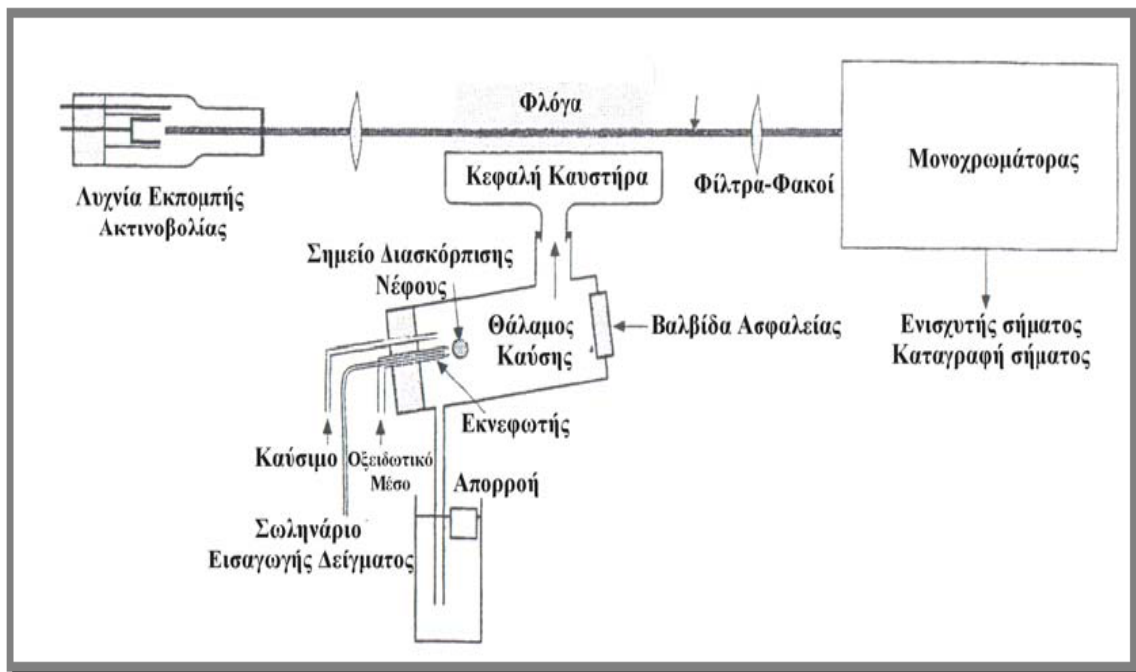 Φλόγα
Μονοχρωμάτορας
Κεφαλή Καυστήρα
Φίλτρα-Φακοί
Λυχνία Εκπομπής
Ακτινοβολίας
Σημείο Διασκόρπισης
Νέφους
Θάλαμος
Καύσης
Βαλβίδα Ασφαλείας
Ενισχυτής σήματος
Καταγραφή σήματος
Εκνεφωτής
Καύσιμο
Οξειδωτικό
Μέσο
Απορροή
Σωληνάριο
Εισαγωγής Δείγματος